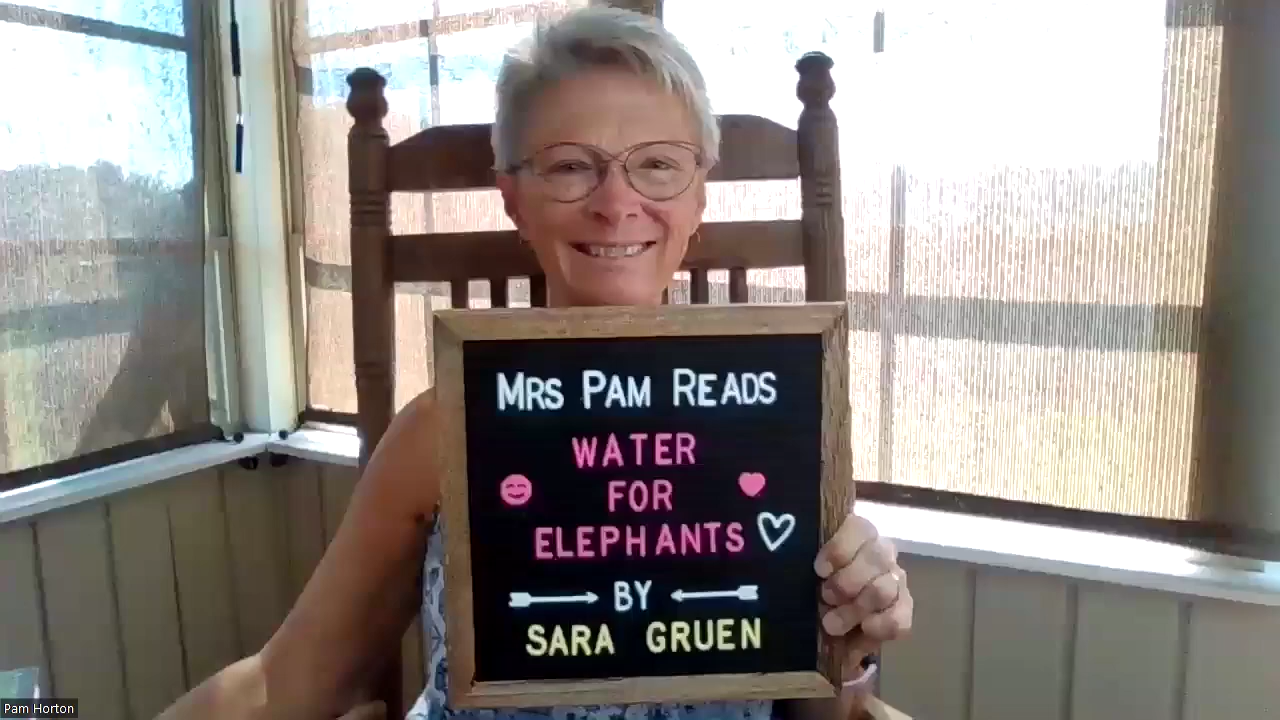 Mrs Pam Reads
WATER
FOR
ELEPHANTS
BY
SARA GRUEN
Pam Horton